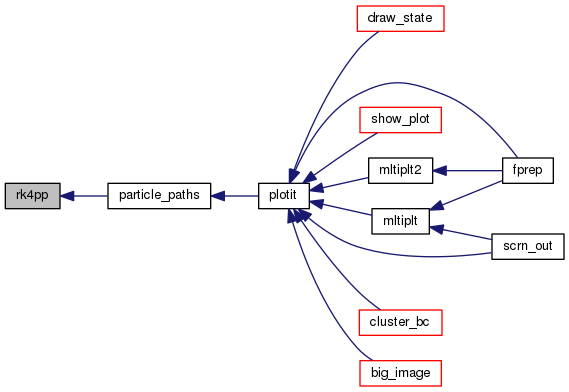 draw_state
show_plot
mltiplt2
fprep
rk4pp
particle_paths
plotit
mltiplt
scrn_out
cluster_bc
big_image